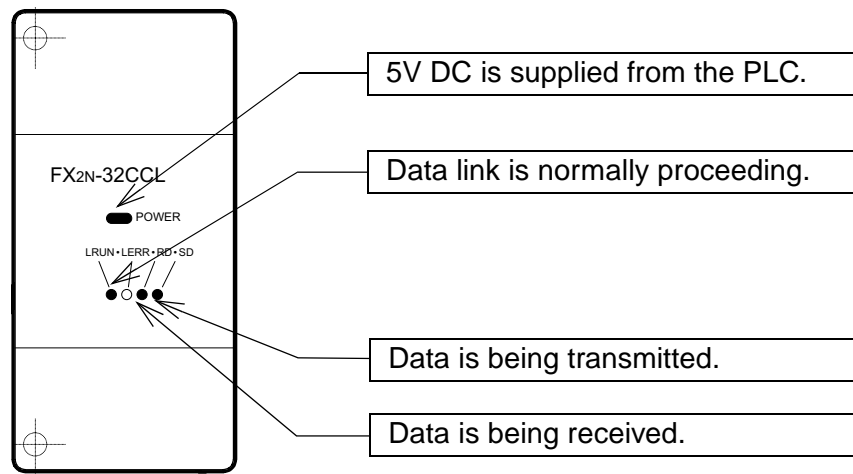 5V DC is supplied from the PLC.
Data link is normally proceeding.
FX2N-32CCL
POWER
LRUN•LERR•RD•SD
Data is being transmitted.
Data is being received.